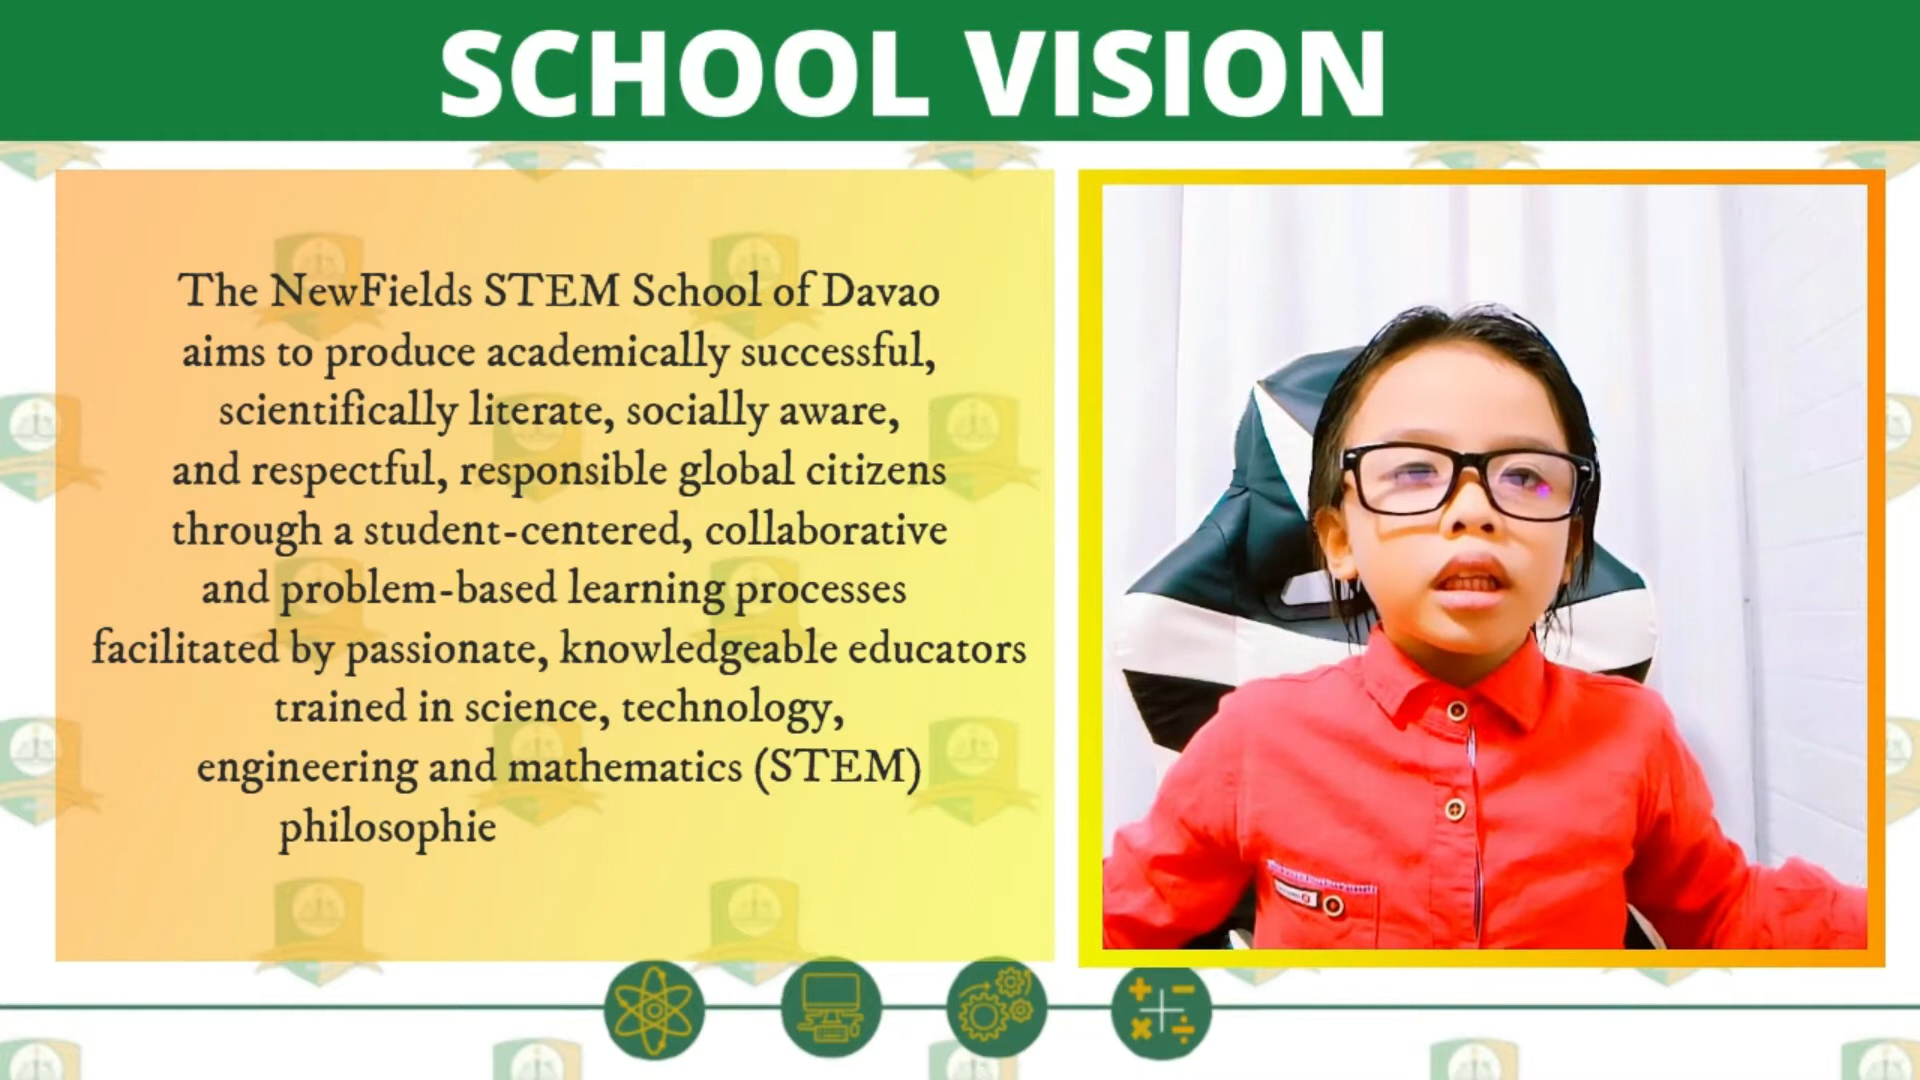 SCHOOL VISION
The NewFields STEM School of Davao
aims to produce academically successful,
scientifically literate, socially aware,
and respectful, responsible global citizens
through a student-centered, collaborative
and problem-based learning processes
facilitated by passionate, knowledgeable educators
trained in science, technology,
engineering and mathematics (STEM)
philosophie